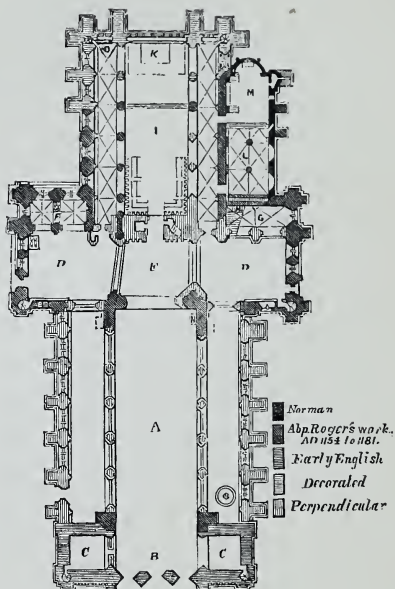 K
M
I
L
F
G
D
E
D
A
G
C
B
C
Norman
Abp. Roger's work,
AD 1154 to 1181.
Early English
Decorated
Perpendicular